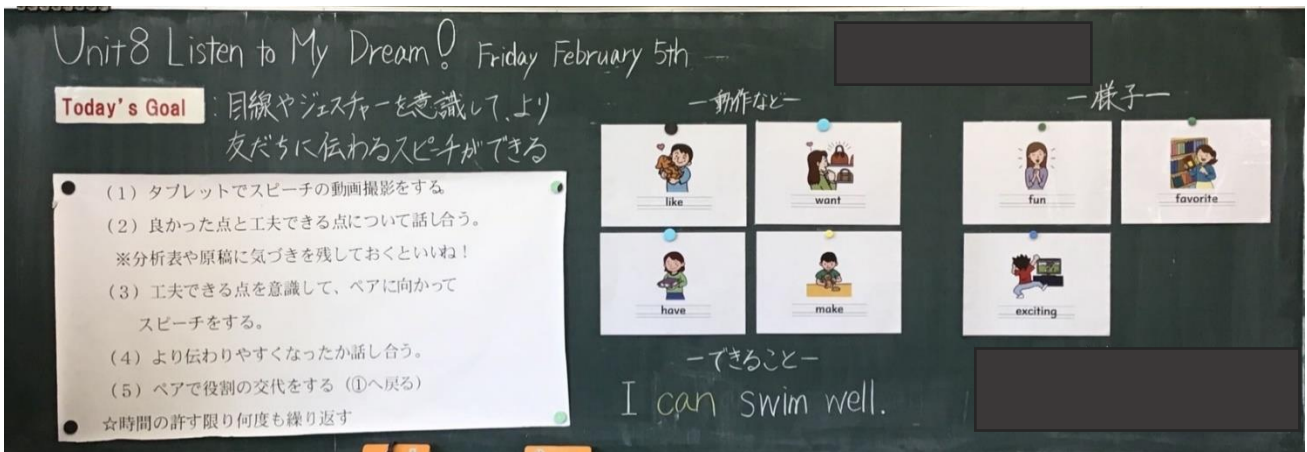 Unit8 Listen to My Dream! Friday February 5th
Today's Goal :目線やジェスチャーを意識して、より
友だちに伝わるスピーチができる
(1)タブレットでスピーチの動画撮影をする。
(2)良かった点と工夫できる点について話し合う。
※分析表や原稿に気づきを残しておくといいね!
(3)工夫できる点を意識して、ペアに向かって
スピーチをする。
(4)より伝わりやすくなったか話し合う。
(5)ペアで役割の交代をする(①へ戻る)
☆時間の許す限り何度も繰り返す
ー動作などー
like
want
have
make
ーできることー
I can swim well.
ー様子ー
fun
favorite
exciting